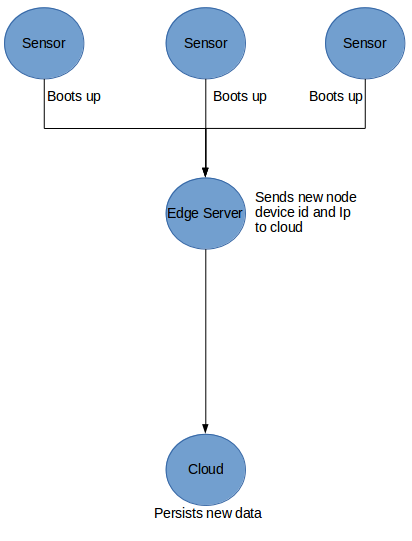 Sensor
Sensor
Sensor
Boots up
Boots up
Boots up
Edge Server
Sends new node
device id and Ip
to cloud
Cloud
Persists new data